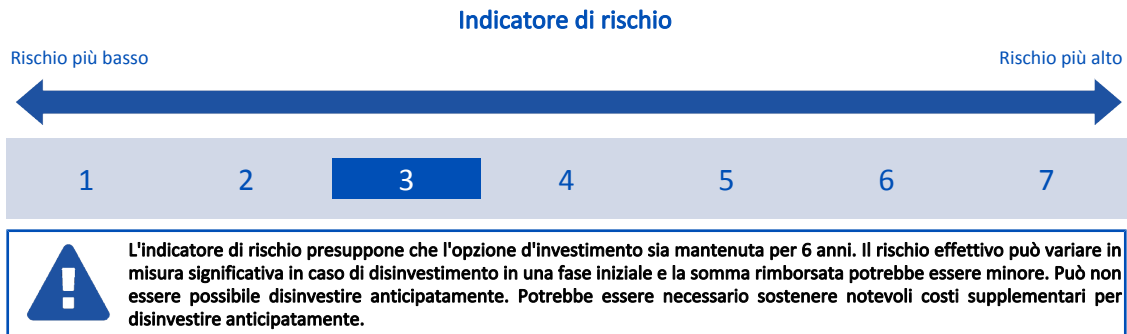 Indicatore di rischio
Rischio più basso Rischio più alto
1 2 3 4 5 6 7
L'indicatore di rischio presuppone che l'opzione d'investimento sia mantenuta per 6 anni. Il rischio effettivo può variare in
misura significativa in caso di disinvestimento in una fase iniziale e la somma rimborsata potrebbe essere minore. Può non
essere possibile disinvestire anticipatamente. Potrebbe essere necessario sostenere notevoli costi supplementari per
disinvestire anticipatamente.